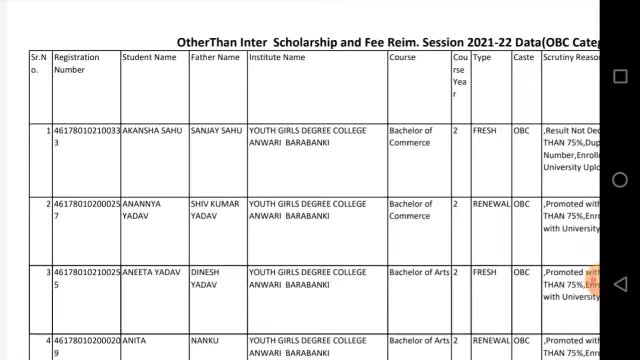 OtherThan Inter Scholarship and Fee Reim. Session 2021-22 Data(OBC Categ
Sr.N Registration Student Name Father Name Institute Name Course Cou Type Caste Scrutiny Reaso
o. Number rse
Yea
r
1 46178010210033 AKANSHA SAHU SANJAY SAHU YOUTH GIRLS DEGREE COLLEGE Bachelor of 2 FRESH OBC ,Result Not Dec
3 ANWARI BARABANKI Commerce THAN 75%,Dup
Number,Enroll
University Uplo
2 46178010200025 ANANNYA SHIV KUMAR YOUTH GIRLS DEGREE COLLEGE Bachelor of 2 RENEWAL OBC ,Promoted with
7 YADAV YADAV ANWARI BARABANKI Commerce THAN 75%,Enr
with University
3 46178010210025 ANEETA YADAV DINESH YOUTH GIRLS DEGREE COLLEGE Bachelor of Arts 2 FRESH OBC ,Promoted with
5 YADAV ANWARI BARABANKI THAN 75%,Enr
with University
4 46178010200020 ANITA NANKU YOUTH GIRLS DEGREE COLLEGE Bachelor of Arts 2 RENEWAL OBC ,Promoted with
9 ANWARI BARABANKI THAN 75%,Enr